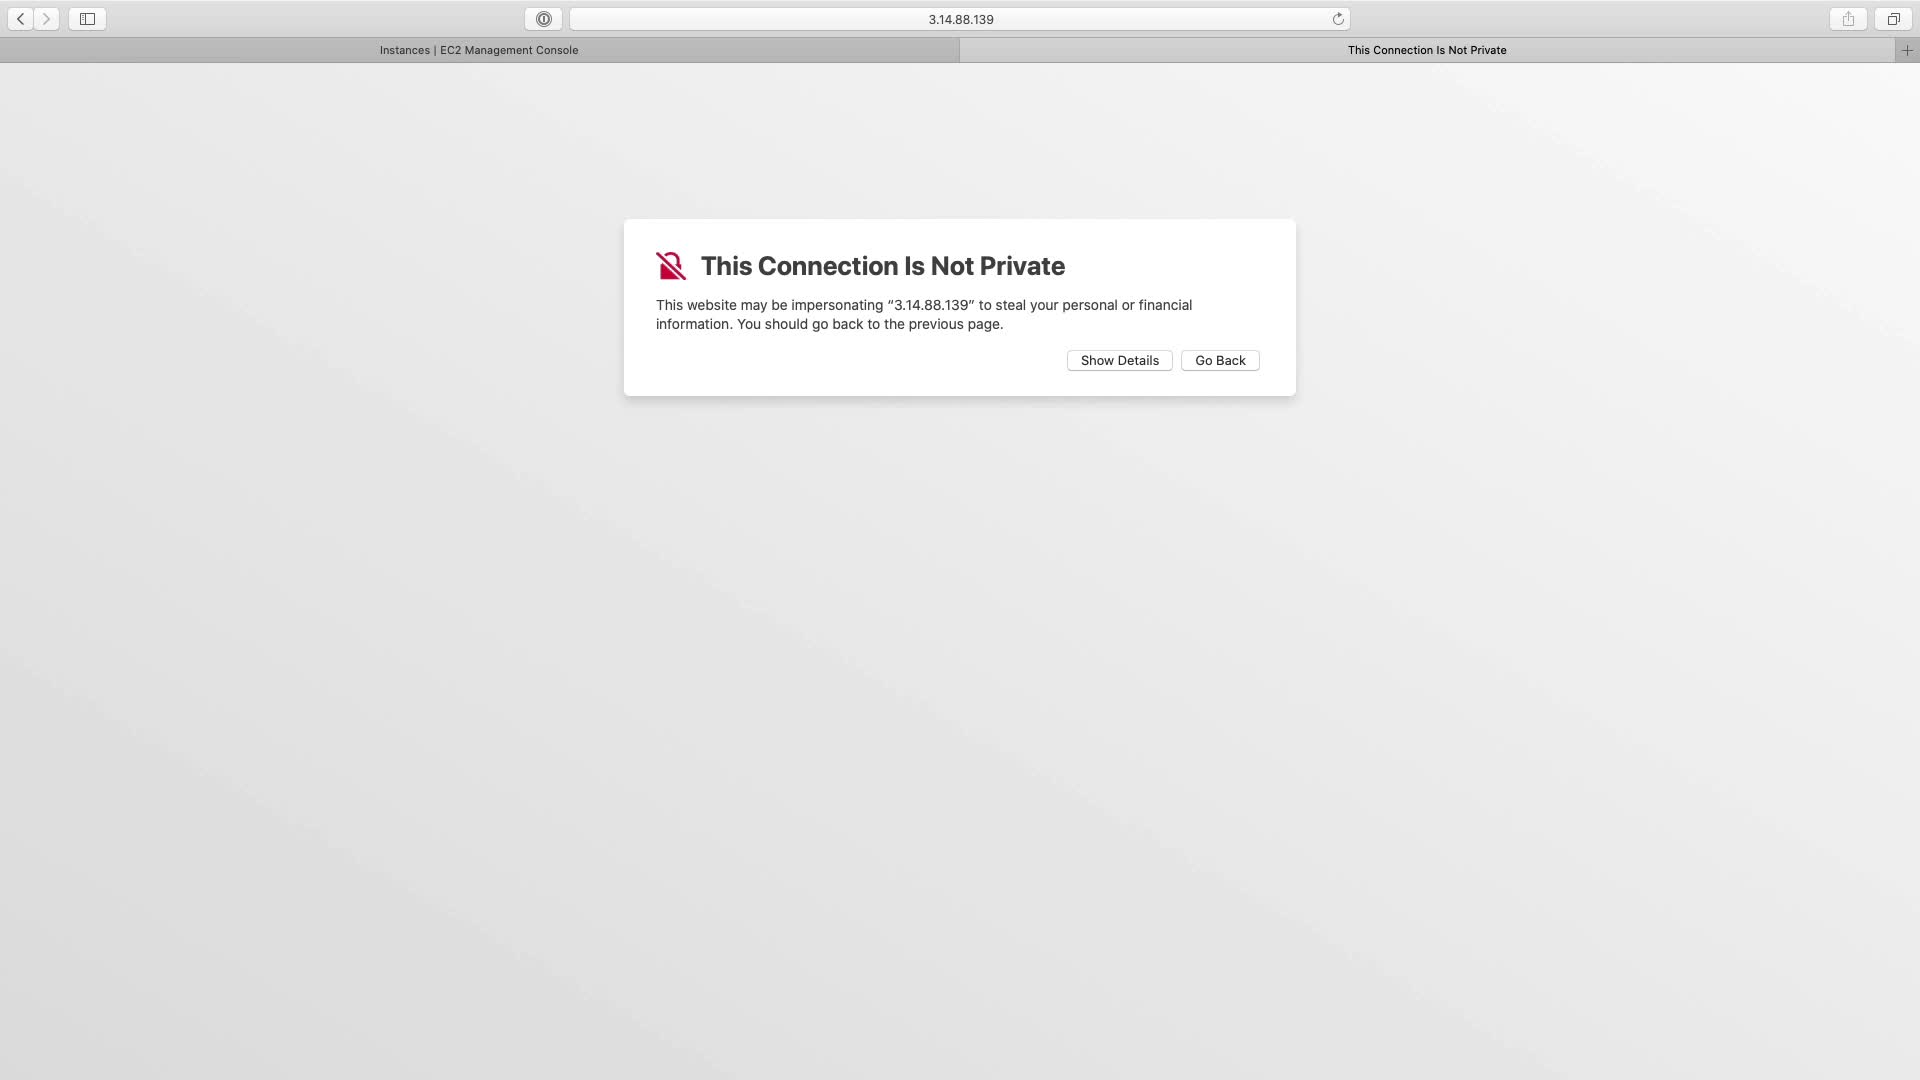 3.14.88.139
Instances | EC2 Management Console
This Connection Is Not Private
This Connection Is Not Private
This website may be impersonating “3.14.88.139” to steal your personal or financial
information. You should go back to the previous page.
Show Details
Go Back